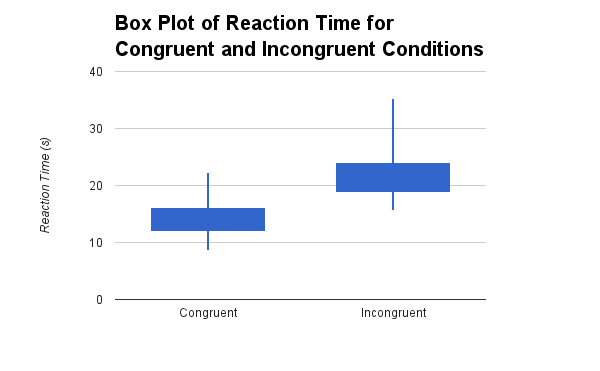 Box Plot of Reaction Time for
Congruent and Incongruent Conditions
40
30
20
10
0
Reaction Time (s)
Congruent
Incongruent